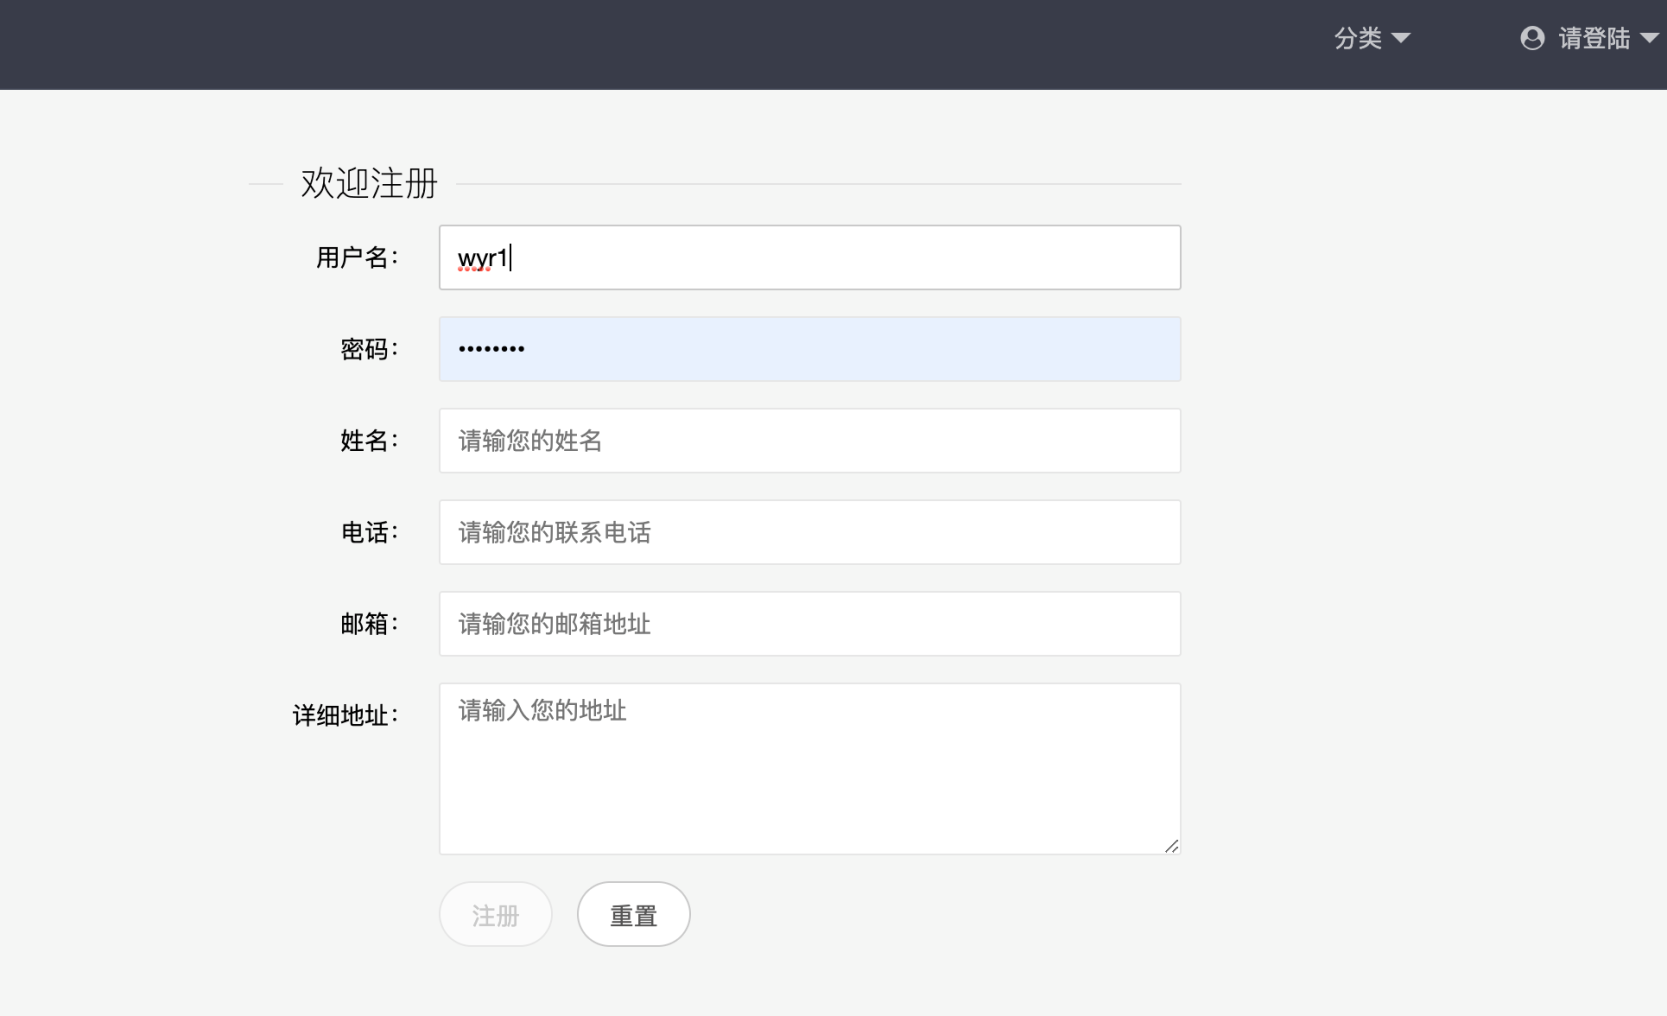 分类
请登陆
欢迎注册
用户名：
wyr1
密码：
••••••••
姓名：
请输您的姓名
电话：
请输您的联系电话
邮箱：
请输您的邮箱地址
详细地址：
请输入您的地址
注册
重置